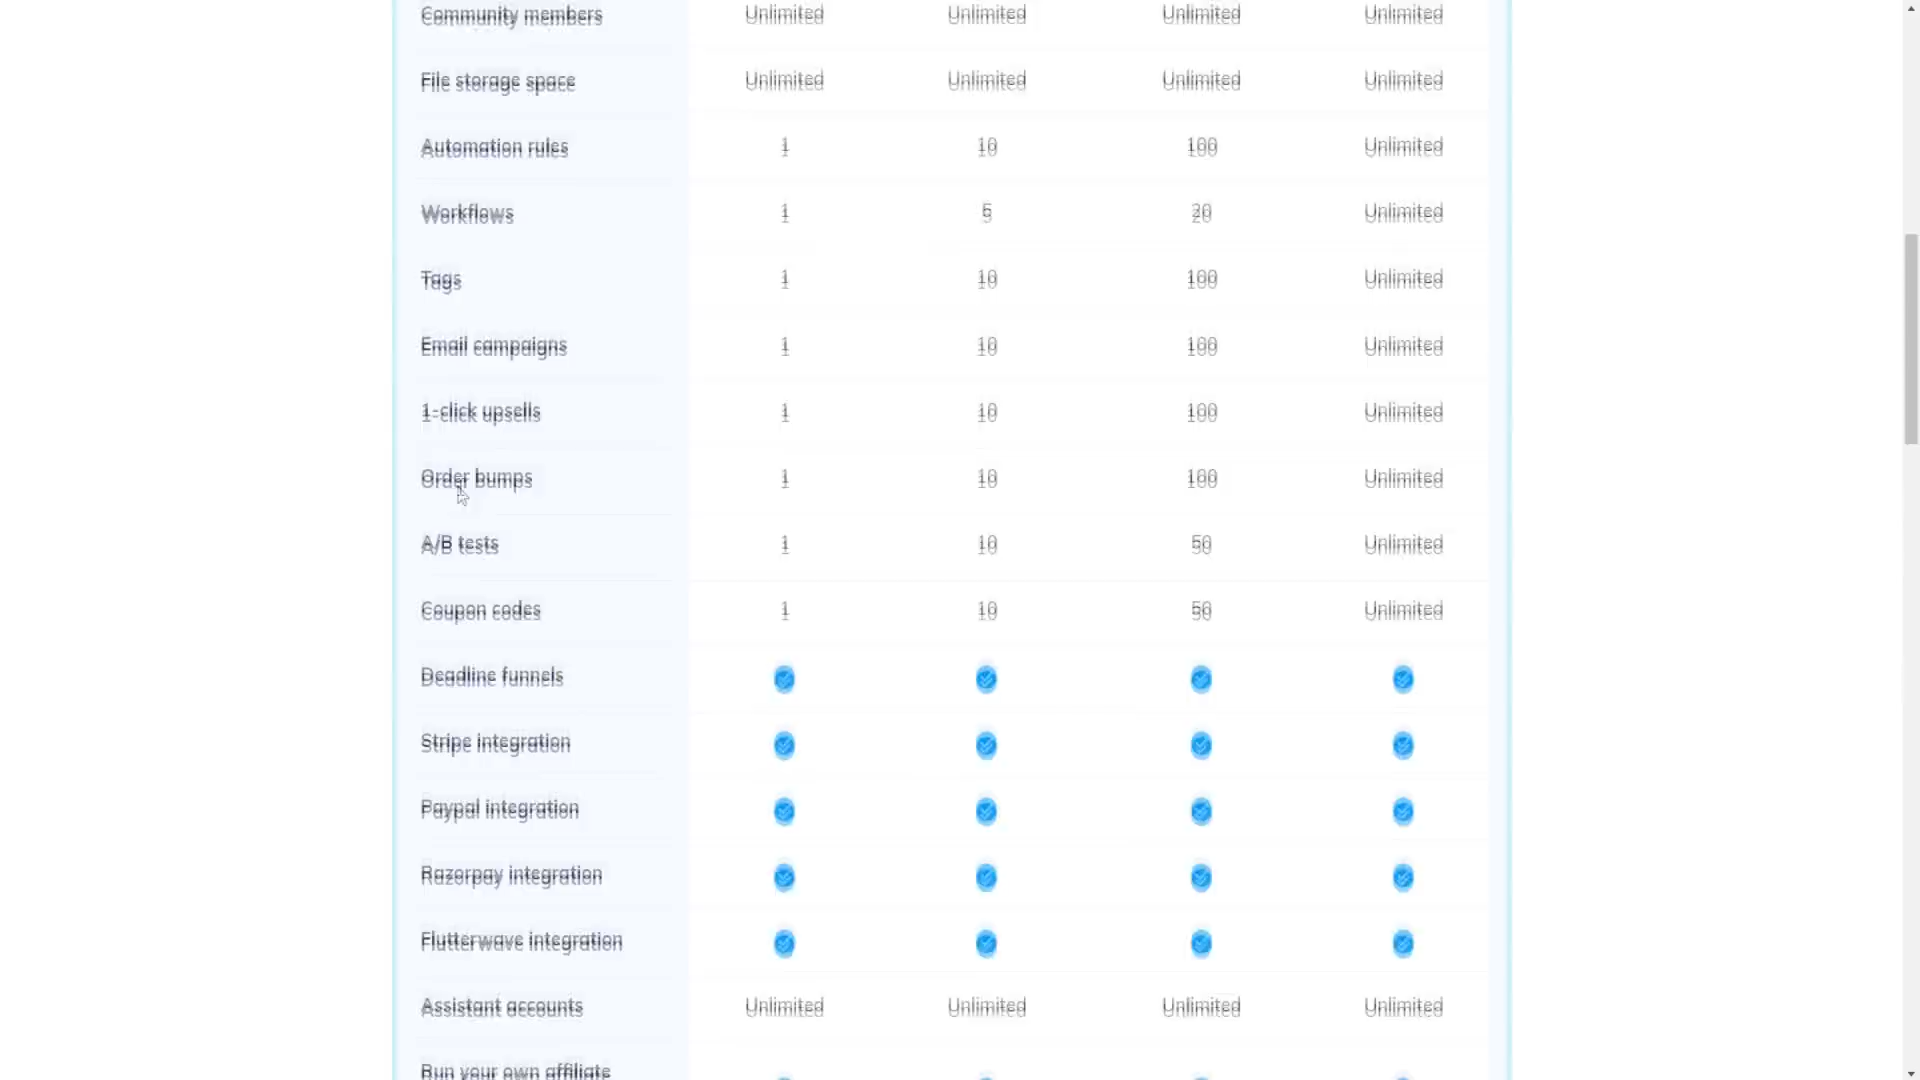 Community members Unlimited Unlimited Unlimited Unlimited
File storage space Unlimited Unlimited Unlimited Unlimited
Automation rules 1 10 100 Unlimited
Workflows 1 5 20 Unlimited
Tags 1 10 100 Unlimited
Email campaigns 1 10 100 Unlimited
1-click upsells 1 10 100 Unlimited
Order bumps 1 10 100 Unlimited
A/B tests 1 10 50 Unlimited
Coupon codes 1 10 50 Unlimited
Deadline funnels
Stripe integration
Paypal integration
Razorpay integration
Flutterwave integration
Assistant accounts Unlimited Unlimited Unlimited Unlimited
Run your own affiliate